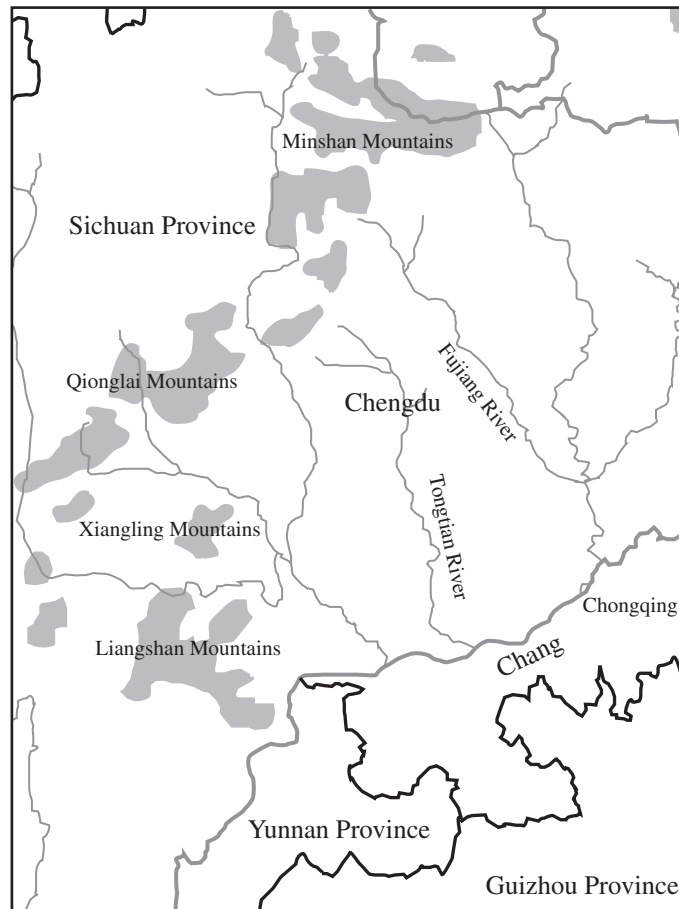 Minshan Mountains
Sichuan Province
Fujiang River
Qionglai Mountains
Chengdu
Tongtian River
Xiangling Mountains
Chongqing
Liangshan Mountains
Chang
Yunnan Province
Guizhou Province